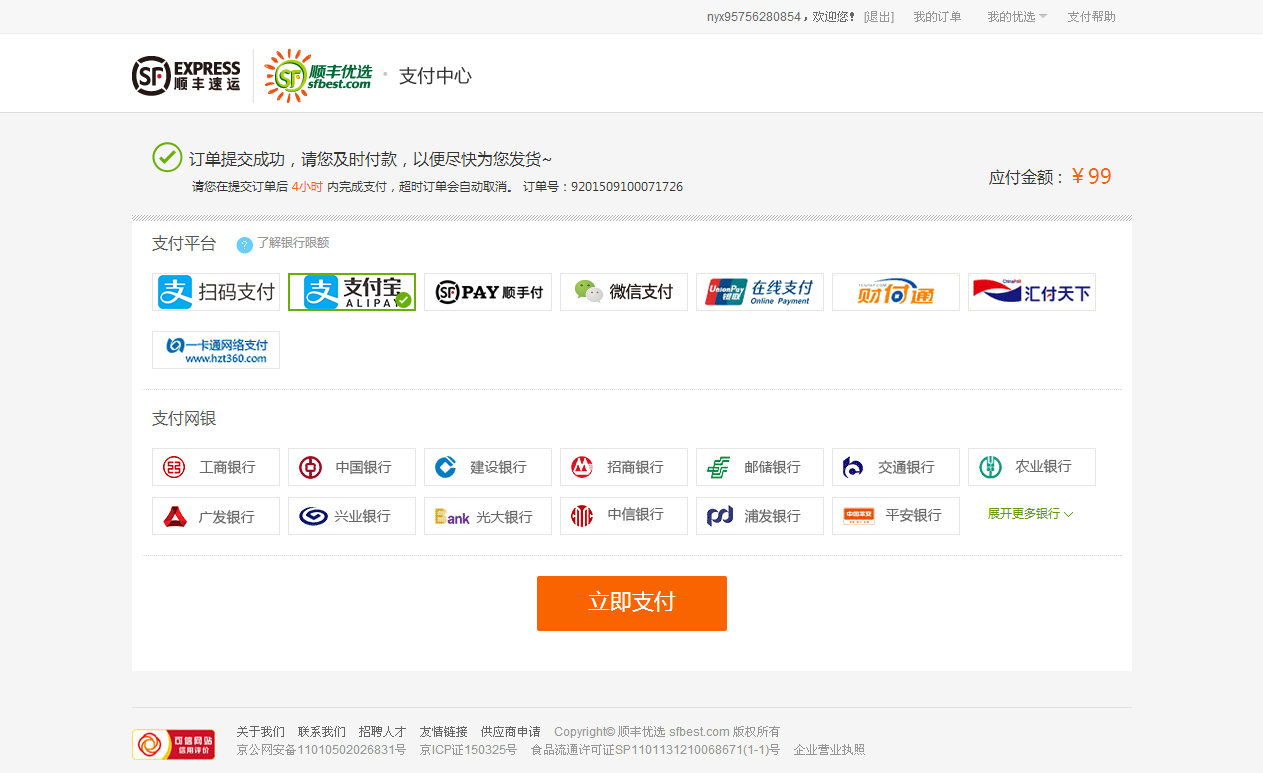 nyx95756280854，欢迎您！ [退出] 我的订单 我的优选 支付帮助
SF EXPRESS 顺丰速运 SF 顺丰优选 sfbest.com · 支付中心
订单提交成功，请您及时付款，以便尽快为您发货~
请您在提交订单后 4小时 内完成支付，超时订单会自动取消。 订单号：9201509100071726
应付金额：￥99
支付平台 ? 了解银行限额
支 扫码支付 支 支付宝 ALIPAY SF PAY 顺手付 微信支付 UnionPay 银联 在线支付 Online Payment 财付通 ChinaPnR 汇付天下
一卡通网络支付 www.hzt360.com
支付网银
工商银行 中国银行 建设银行 招商银行 邮储银行 交通银行 农业银行
广发银行 兴业银行 Bank 光大银行 中信银行 浦发银行 中国平安 平安银行 展开更多银行
立即支付
可信网站 信用评价
关于我们 联系我们 招聘人才 友情链接 供应商申请 Copyright© 顺丰优选 sfbest.com 版权所有
京公网安备11010502026831号 京ICP证150325号 食品流通许可证SP1101131210068671(1-1)号 企业营业执照